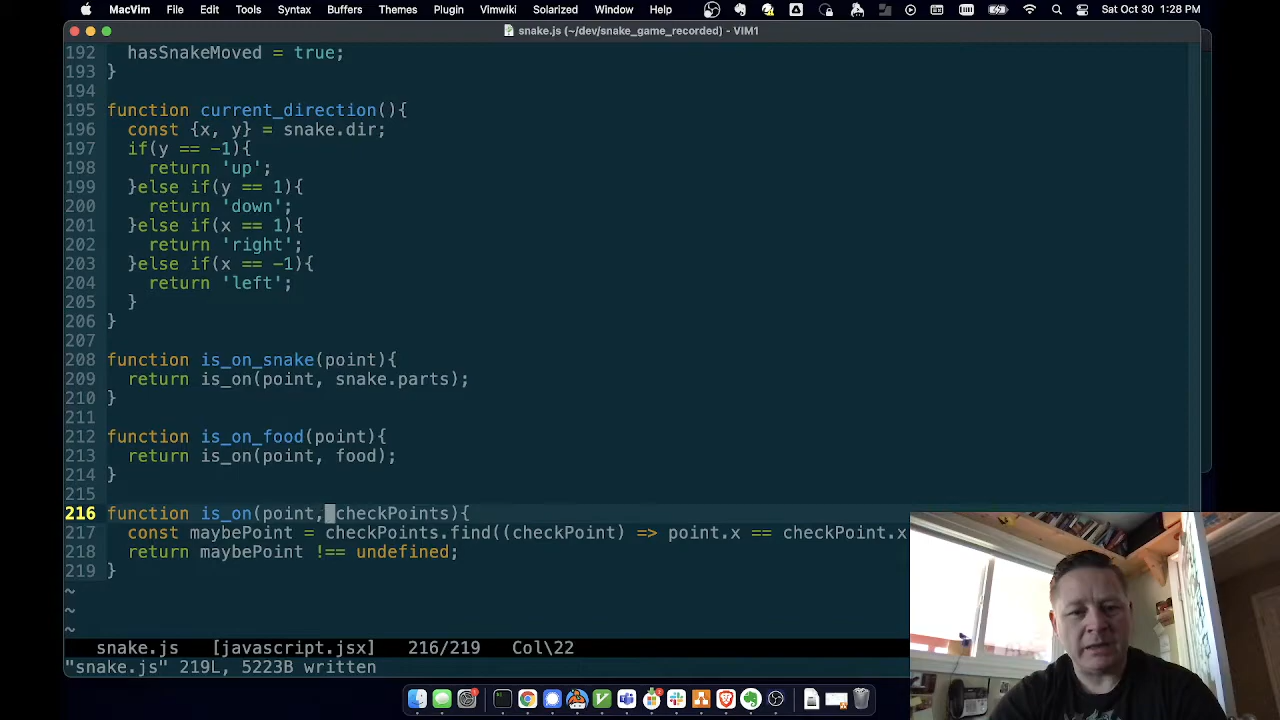 MacVim File Edit Tools Syntax Buffers Themes Plugin Vimwiki Solarized Window Help Sat Oct 30 1:28 PM
snake.js (~/dev/snake_game_recorded) - VIM1
192 hasSnakeMoved = true;
193 }
194
195 function current_direction(){
196 const {x, y} = snake.dir;
197 if(y == -1){
198 return 'up';
199 }else if(y == 1){
200 return 'down';
201 }else if(x == 1){
202 return 'right';
203 }else if(x == -1){
204 return 'left';
205 }
206 }
207
208 function is_on_snake(point){
209 return is_on(point, snake.parts);
210 }
211
212 function is_on_food(point){
213 return is_on(point, food);
214 }
215
216 function is_on(point, checkPoints){
217 const maybePoint = checkPoints.find((checkPoint) => point.x == checkPoint.x
218 return maybePoint !== undefined;
219 }
~
~
~
snake.js [javascript.jsx] 216/219 Col\22
"snake.js" 219L, 5223B written